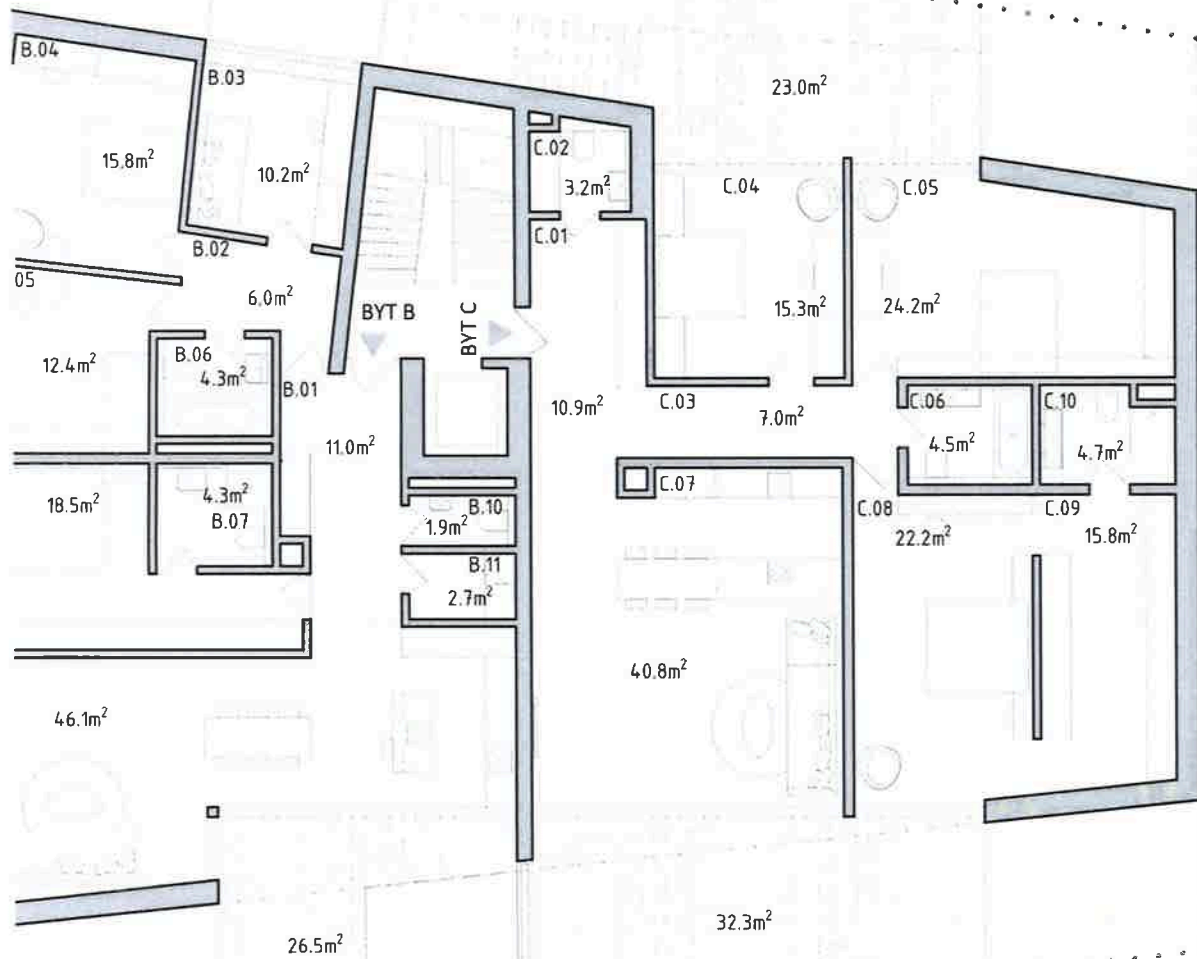 B.04
B.03
15,8m²
10.2m²
B.02
05
6,0m²
12.4m²
B.06
4.3m²
B.01
11.0m²
18.5m²
4.3m²
B.07
BYT B
BYT C
B.10
1.9m²
B.11
2.7m²
46.1m²
26.5m²
23.0m²
C.02
3.2m²
C.01
C.04
C.05
15.3m²
24.2m²
10.9m²
C.03
7.0m²
C.06
4.5m²
C.10
4.7m²
C.07
C.08
22.2m²
C.09
15.8m²
40.8m²
32.3m²